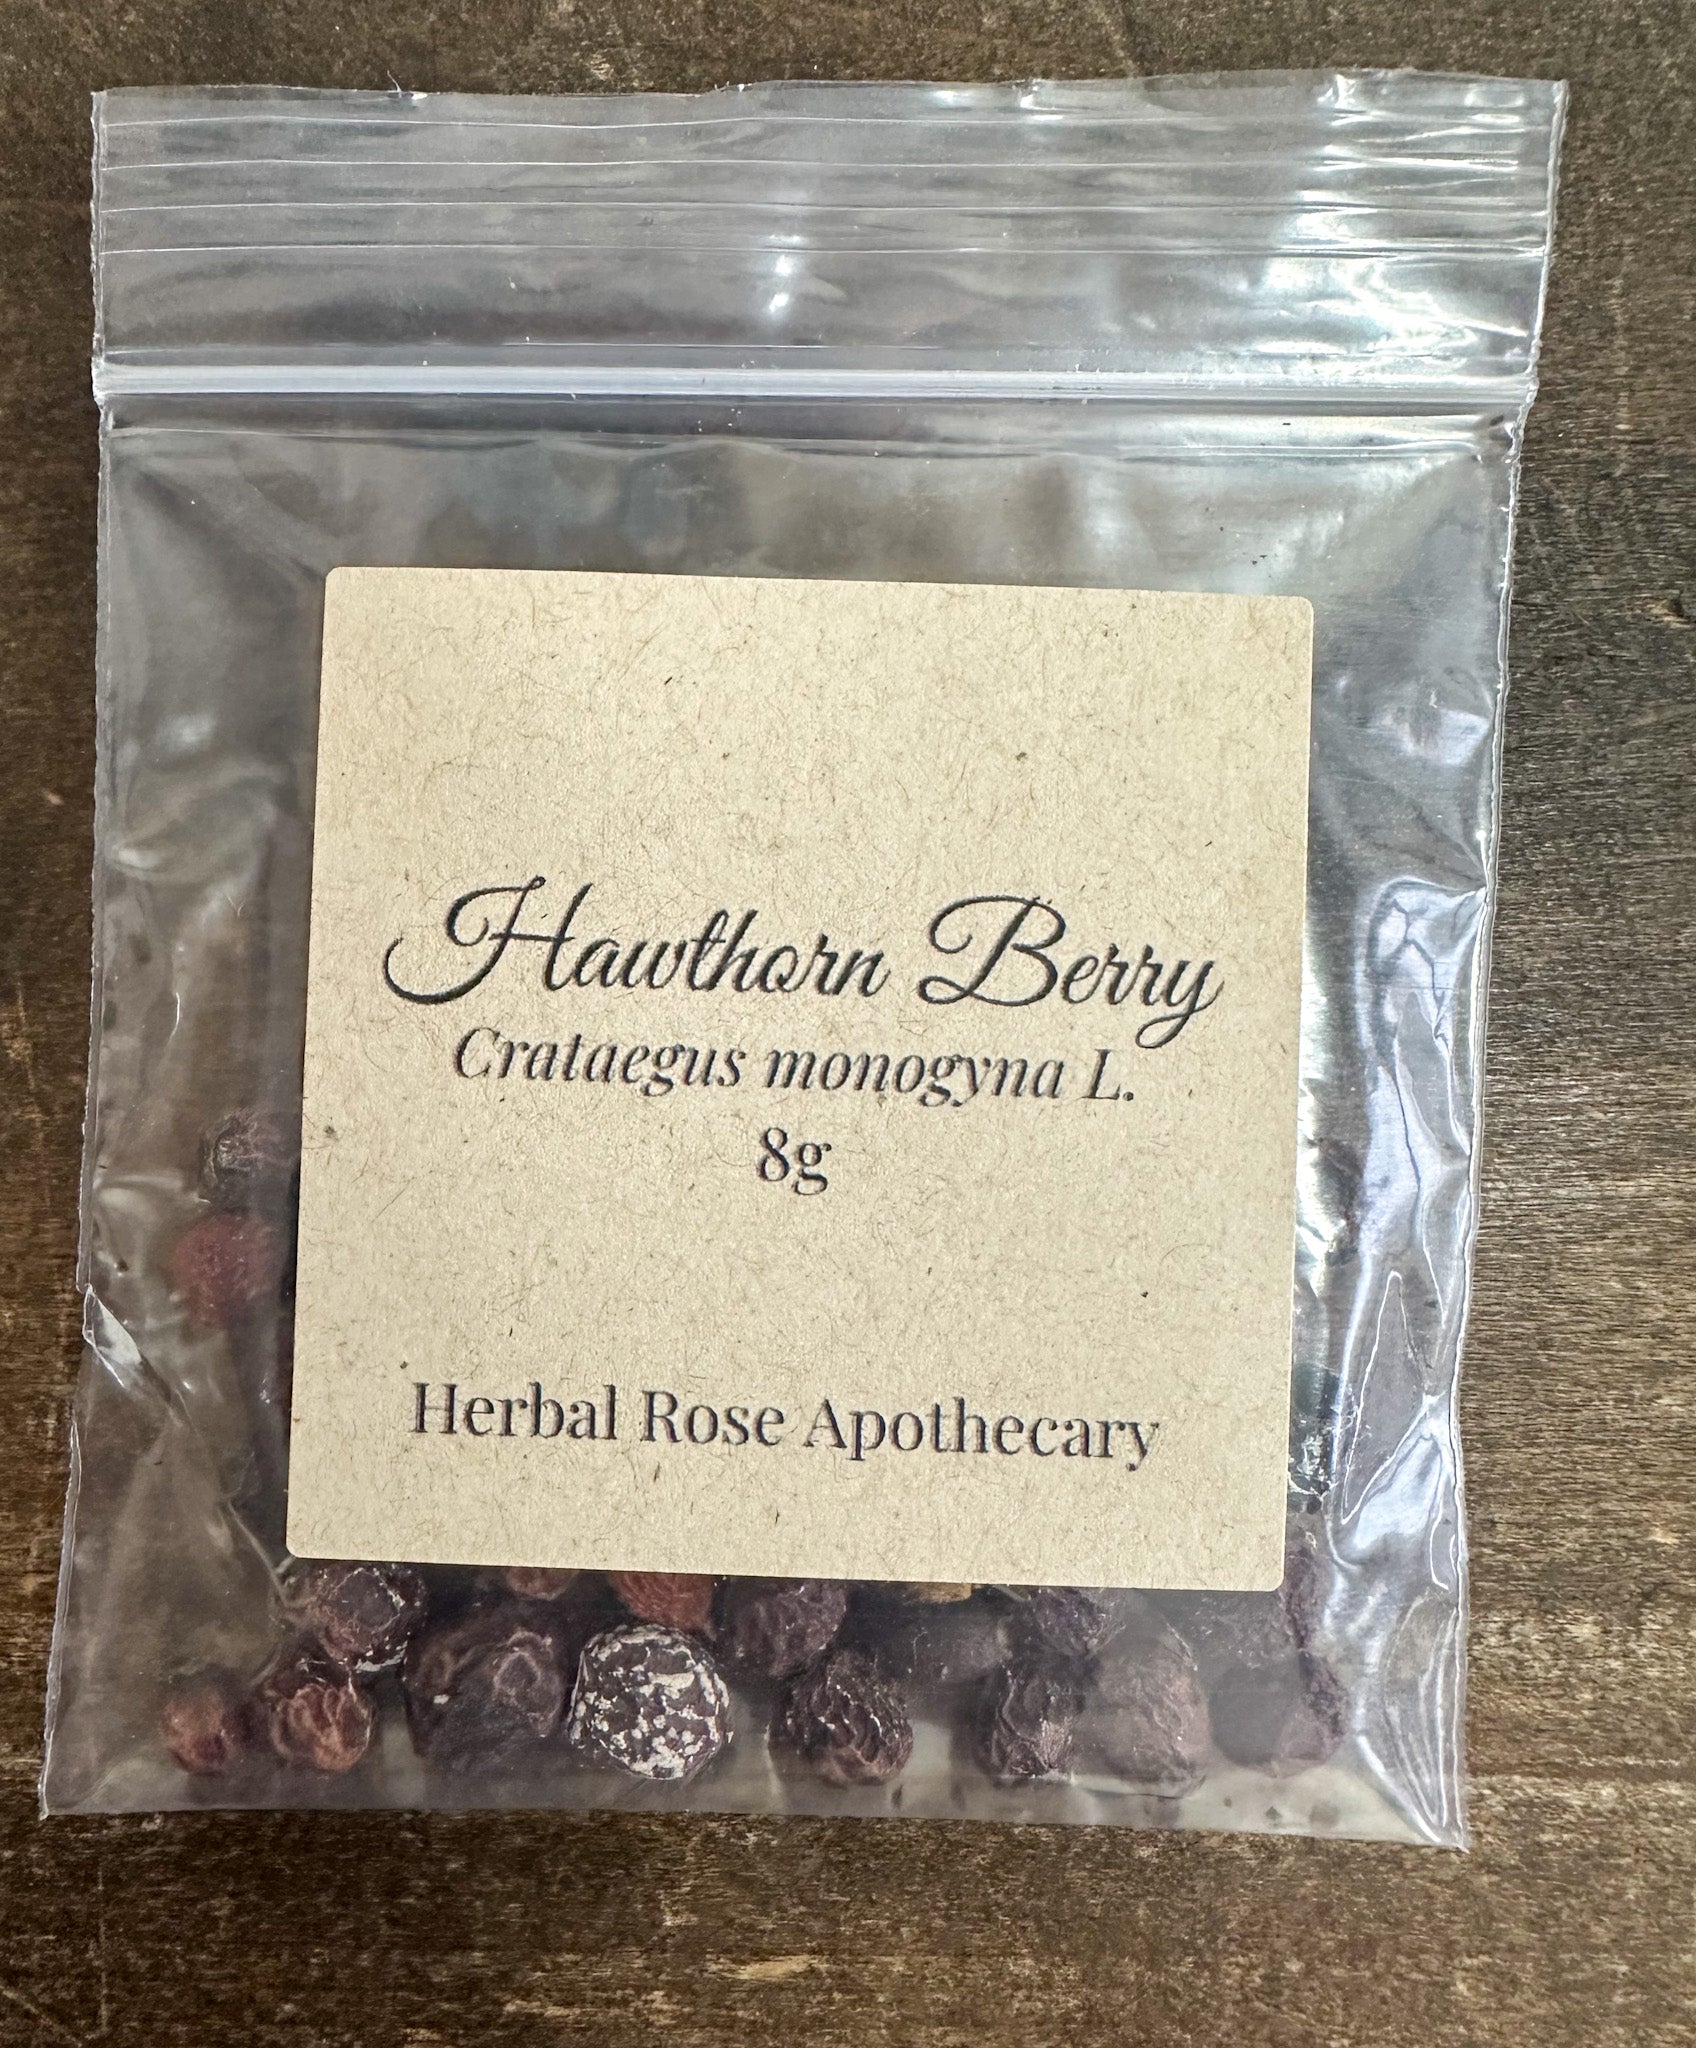 Hawthorn Berry
Crataegus monogyna L.
8g
Herbal Rose Apothecary